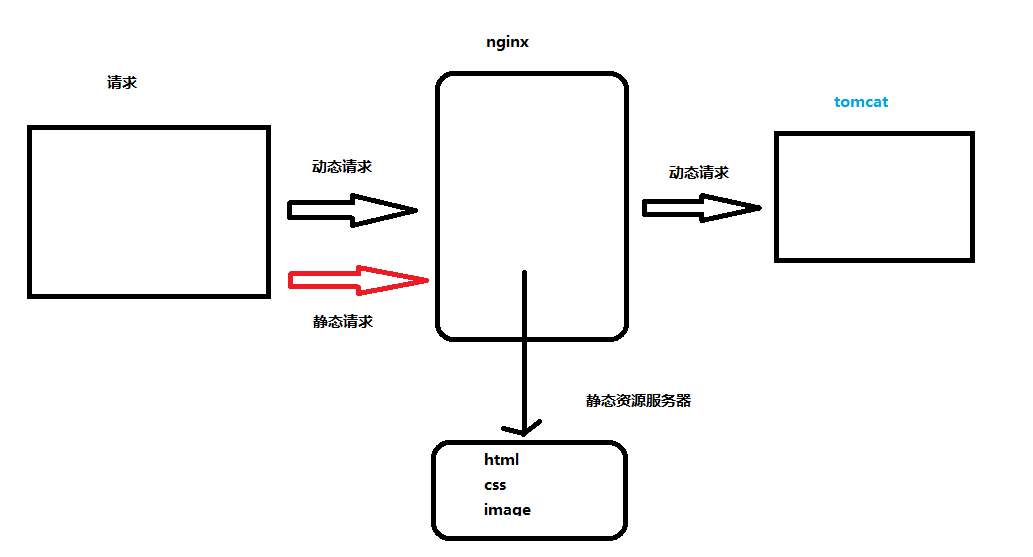 nginx
请求
tomcat
动态请求
动态请求
静态请求
静态资源服务器
html
css
image